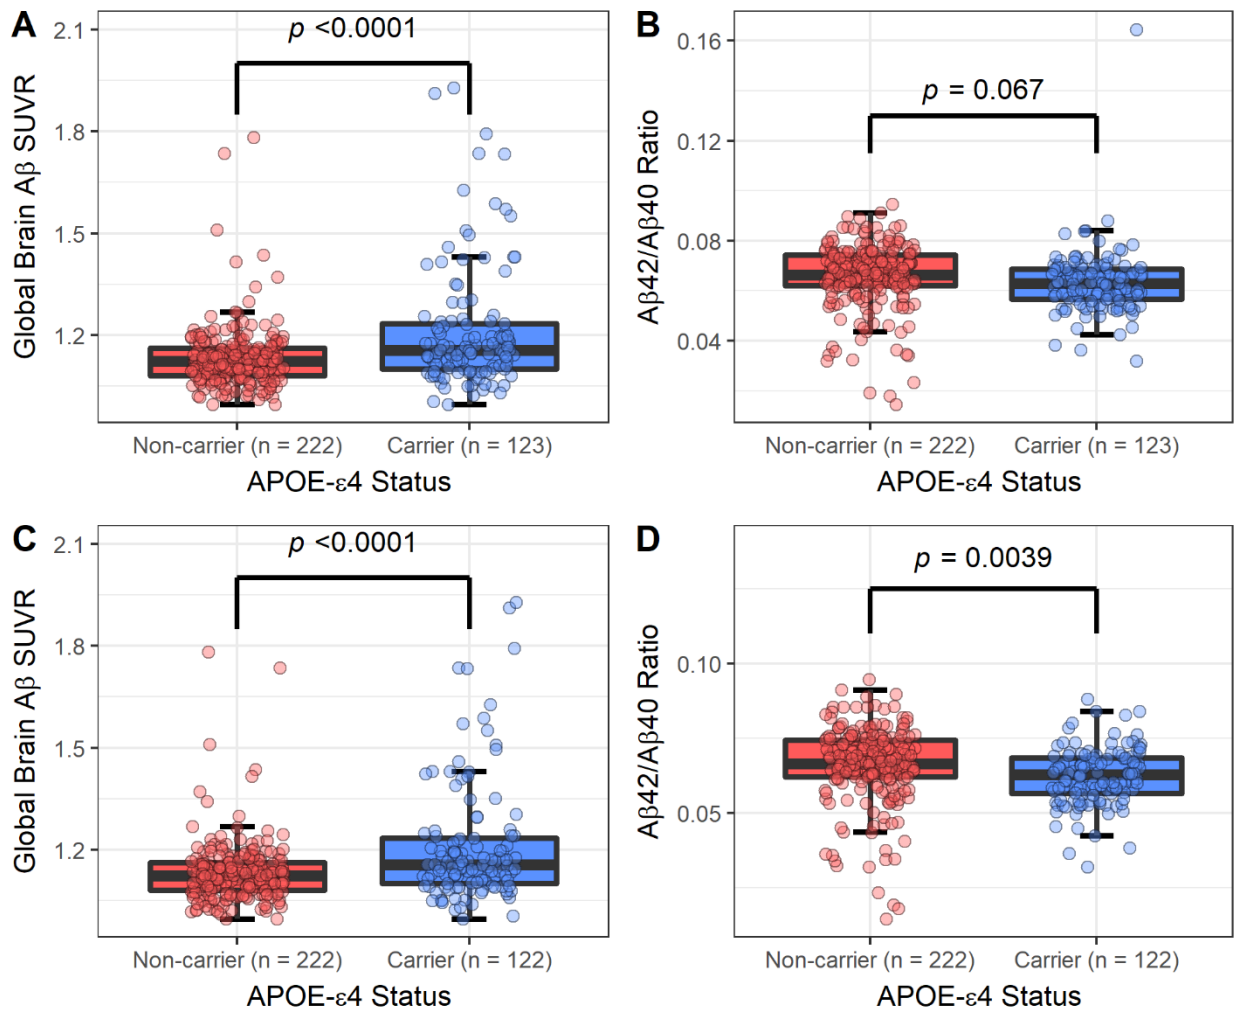 A
p <0.0001
Global Brain Aβ SUVR
2.1
1.8
1.5
1.2
Non-carrier (n = 222)
Carrier (n = 123)
APOE-ε4 Status
B
p = 0.067
Aβ42/Aβ40 Ratio
0.16
0.12
0.08
0.04
Non-carrier (n = 222)
Carrier (n = 123)
APOE-ε4 Status
C
p <0.0001
Global Brain Aβ SUVR
2.1
1.8
1.5
1.2
Non-carrier (n = 222)
Carrier (n = 122)
APOE-ε4 Status
D
p = 0.0039
Aβ42/Aβ40 Ratio
0.10
0.05
Non-carrier (n = 222)
Carrier (n = 122)
APOE-ε4 Status